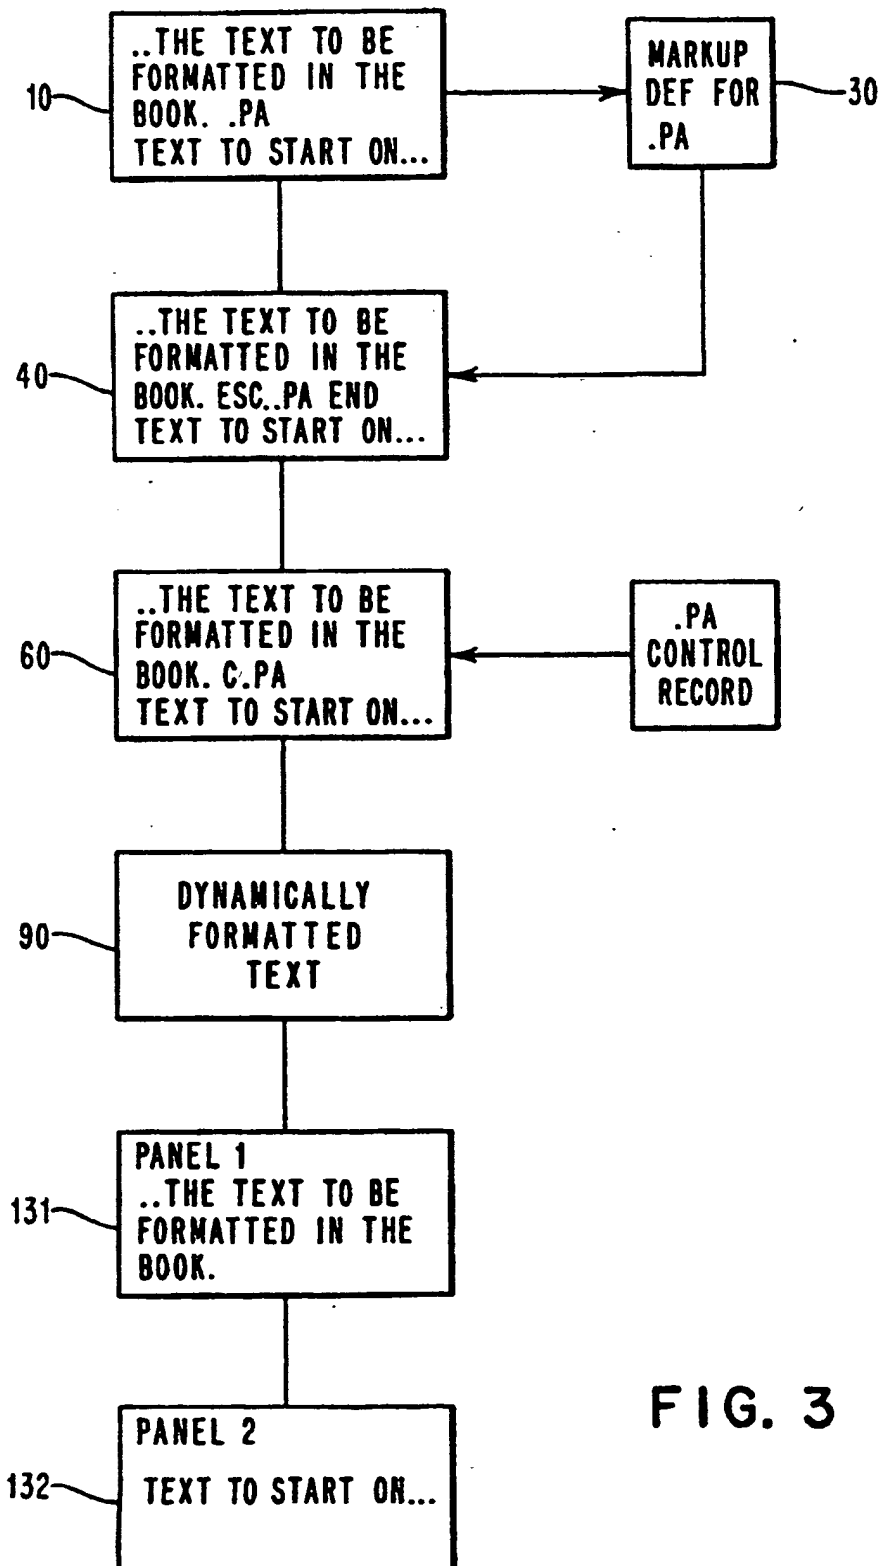 ..THE TEXT TO BE
FORMATTED IN THE
BOOK. .PA
TEXT TO START ON...
10
MARKUP
DEF FOR
.PA
30
..THE TEXT TO BE
FORMATTED IN THE
BOOK. ESC..PA END
TEXT TO START ON...
40
..THE TEXT TO BE
FORMATTED IN THE
BOOK. C.PA
TEXT TO START ON...
60
.PA
CONTROL
RECORD
DYNAMICALLY
FORMATTED
TEXT
90
PANEL 1
..THE TEXT TO BE
FORMATTED IN THE
BOOK.
131
PANEL 2
TEXT TO START ON...
132
FIG. 3